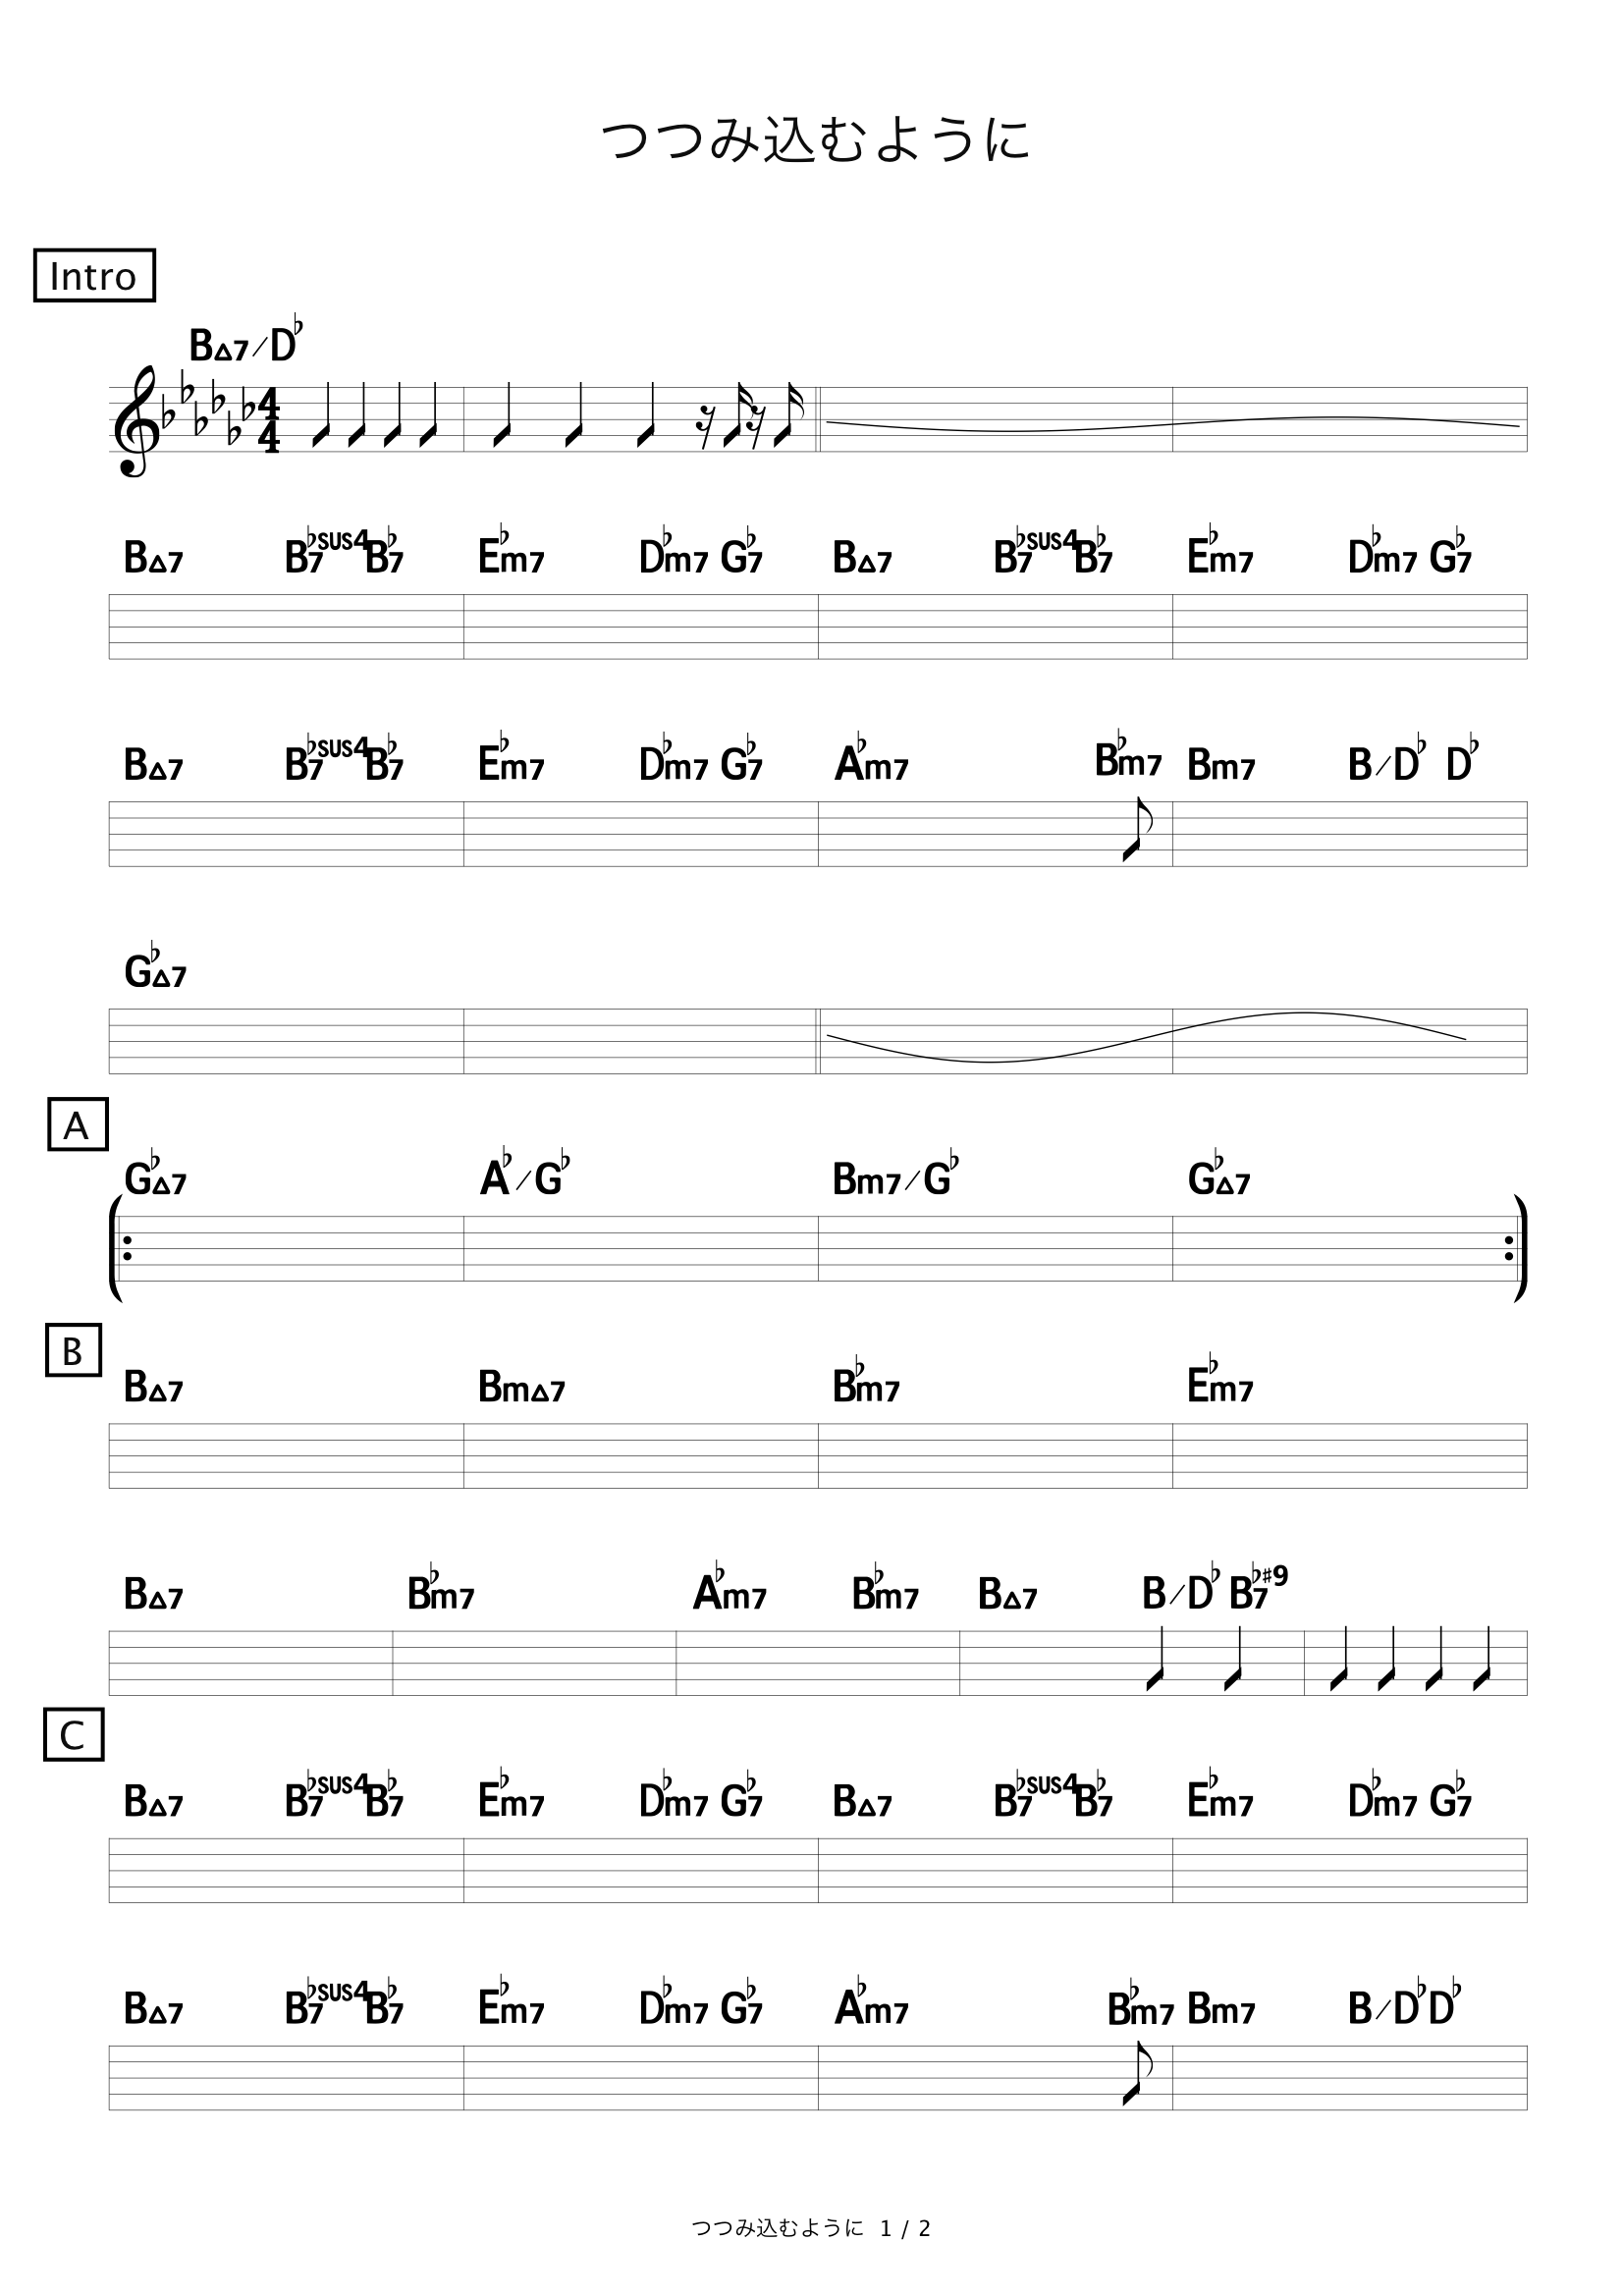 つつみ込むように
Intro
B△7/D♭
4
4
B△7 B♭7sus4 B♭7 E♭m7 D♭m7 G♭7 B△7 B♭7sus4 B♭7 E♭m7 D♭m7 G♭7
B△7 B♭7sus4 B♭7 E♭m7 D♭m7 G♭7 A♭m7 B♭m7 Bm7 B/D♭ D♭
G♭△7
A
G♭△7 A♭/G♭ Bm7/G♭ G♭△7
B
B△7 Bm△7 B♭m7 E♭m7
B△7 B♭m7 A♭m7 B♭m7 B△7 B/D♭ B♭7♯9
C
B△7 B♭7sus4 B♭7 E♭m7 D♭m7 G♭7 B△7 B♭7sus4 B♭7 E♭m7 D♭m7 G♭7
B△7 B♭7sus4 B♭7 E♭m7 D♭m7 G♭7 A♭m7 B♭m7 Bm7 B/D♭ D♭
つつみ込むように 1 / 2